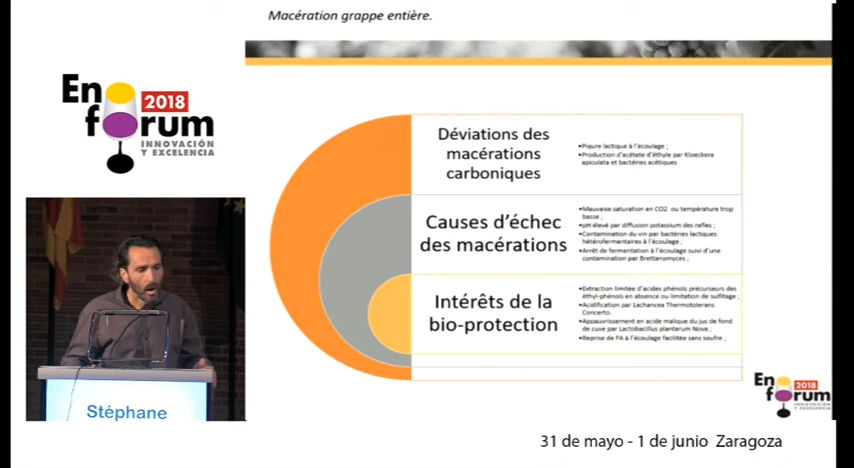 Macération grappe entière.
En
2018
forum
INNOVACIÓN
Y EXCELENCIA
Déviations des
macérations
carboniques
•Piqure lactique à l'écoulage ;
•Production d'acétate d'éthyle par Kloeckera
apiculata et bactéries acétiques
Causes d'échec
des macérations
•Mauvaise saturation en CO2 ou température trop
basse ;
•pH élevé par diffusion potassium des rafles ;
•Contamination du vin par bactéries lactiques
hétérofermentaires à l'écoulage ;
•Arrêt de fermentation à l'écoulage suivi d'une
contamination par Brettanomyces ;
Intérêts de la
bio-protection
•Extraction limitée d'acides phénols précurseurs des
éthyl-phénols en absence ou limitation de sulfitage ;
•Acidification par Lachancea Thermotolerans
Concerto.
•Appauvrissement en acide malique du jus de fond
de cuve par Lactobacillus plantarum Nova ;
•Reprise de FA à l'écoulage facilitée sans soufre ;
Stéphane
En
2018
forum
INNOVACIÓN
Y EXCELENCIA
31 de mayo - 1 de junio Zaragoza